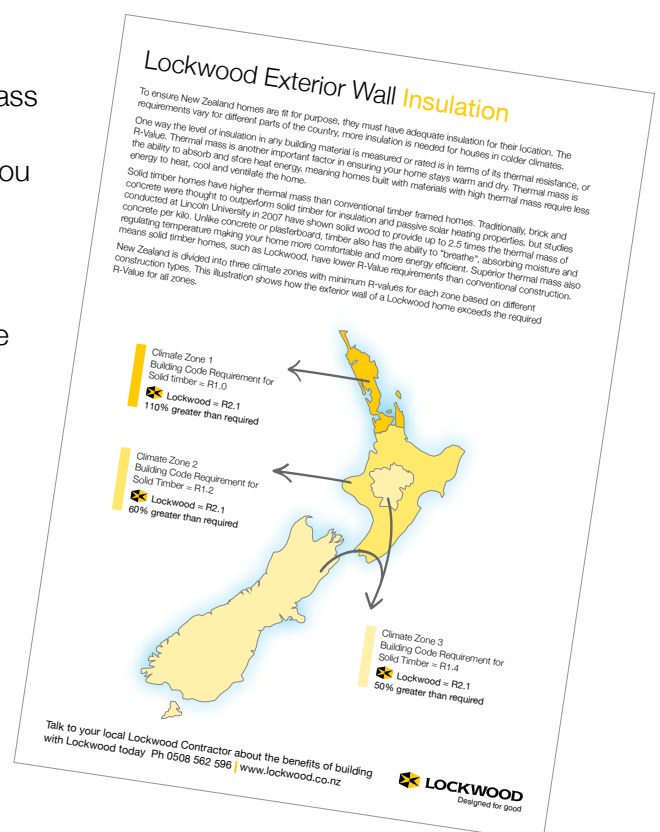 ass
ou
e
Lockwood Exterior Wall Insulation
To ensure New Zealand homes are fit for purpose, they must have adequate insulation for their location. The
requirements vary for different parts of the country, more insulation is needed for houses in colder climates.
One way the level of insulation in any building material is measured or rated is in terms of its thermal resistance, or
R-Value. Thermal mass is another important factor in ensuring your home stays warm and dry. Thermal mass is
the ability to absorb and store heat energy, meaning homes built with materials with high thermal mass require less
energy to heat, cool and ventilate the home.
Solid timber homes have higher thermal mass than conventional timber framed homes. Traditionally, brick and
concrete were thought to outperform solid timber for insulation and passive solar heating properties, but studies
conducted at Lincoln University in 2007 have shown solid wood to provide up to 2.5 times the thermal mass of
concrete per kilo. Unlike concrete or plasterboard, timber also has the ability to "breathe", absorbing moisture and
regulating temperature making your home more comfortable and more energy efficient. Superior thermal mass also
means solid timber homes, such as Lockwood, have lower R-Value requirements than conventional construction.
New Zealand is divided into three climate zones with minimum R-values for each zone based on different
construction types. This illustration shows how the exterior wall of a Lockwood home exceeds the required
R-Value for all zones.
Climate Zone 1
Building Code Requirement for
Solid timber = R1.0
Lockwood = R2.1
110% greater than required
Climate Zone 2
Building Code Requirement for
Solid Timber = R1.2
Lockwood = R2.1
60% greater than required
Climate Zone 3
Building Code Requirement for
Solid Timber = R1.4
Lockwood = R2.1
50% greater than required
Talk to your local Lockwood Contractor about the benefits of building
with Lockwood today Ph 0508 562 596 | www.lockwood.co.nz
LOCKWOOD
Designed for good